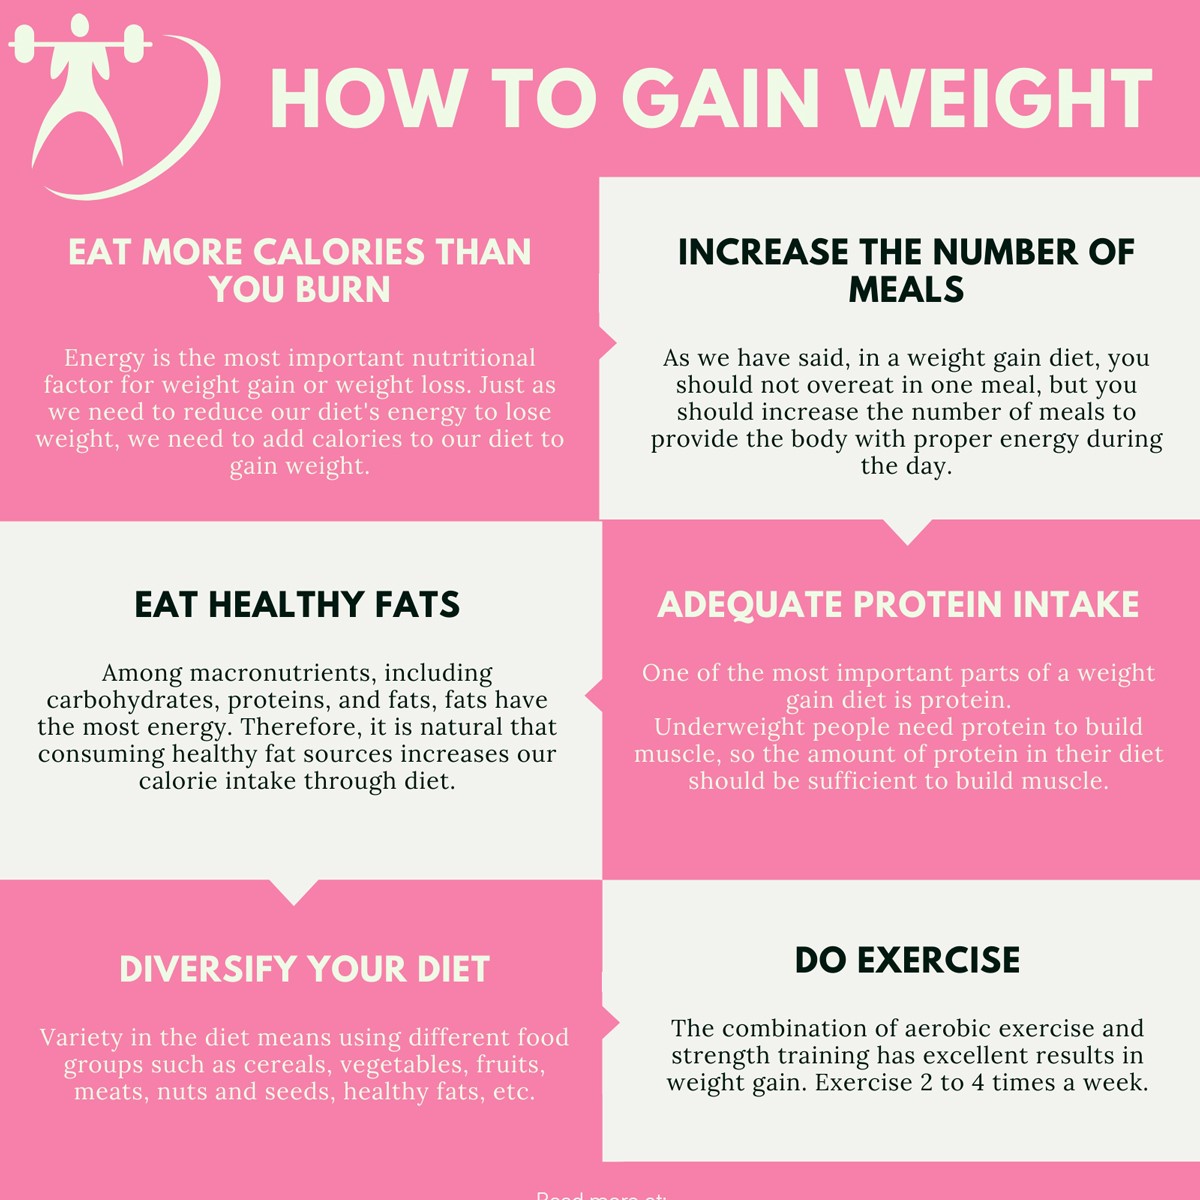 HOW TO GAIN WEIGHT
EAT MORE CALORIES THAN
YOU BURN
Energy is the most important nutritional
factor for weight gain or weight loss. Just as
we need to reduce our diet's energy to lose
weight, we need to add calories to our diet to
gain weight.
INCREASE THE NUMBER OF
MEALS
As we have said, in a weight gain diet, you
should not overeat in one meal, but you
should increase the number of meals to
provide the body with proper energy during
the day.
EAT HEALTHY FATS
Among macronutrients, including
carbohydrates, proteins, and fats, fats have
the most energy. Therefore, it is natural that
consuming healthy fat sources increases our
calorie intake through diet.
ADEQUATE PROTEIN INTAKE
One of the most important parts of a weight
gain diet is protein.
Underweight people need protein to build
muscle, so the amount of protein in their diet
should be sufficient to build muscle.
DIVERSIFY YOUR DIET
Variety in the diet means using different food
groups such as cereals, vegetables, fruits,
meats, nuts and seeds, healthy fats, etc.
DO EXERCISE
The combination of aerobic exercise and
strength training has excellent results in
weight gain. Exercise 2 to 4 times a week.
Read more at: